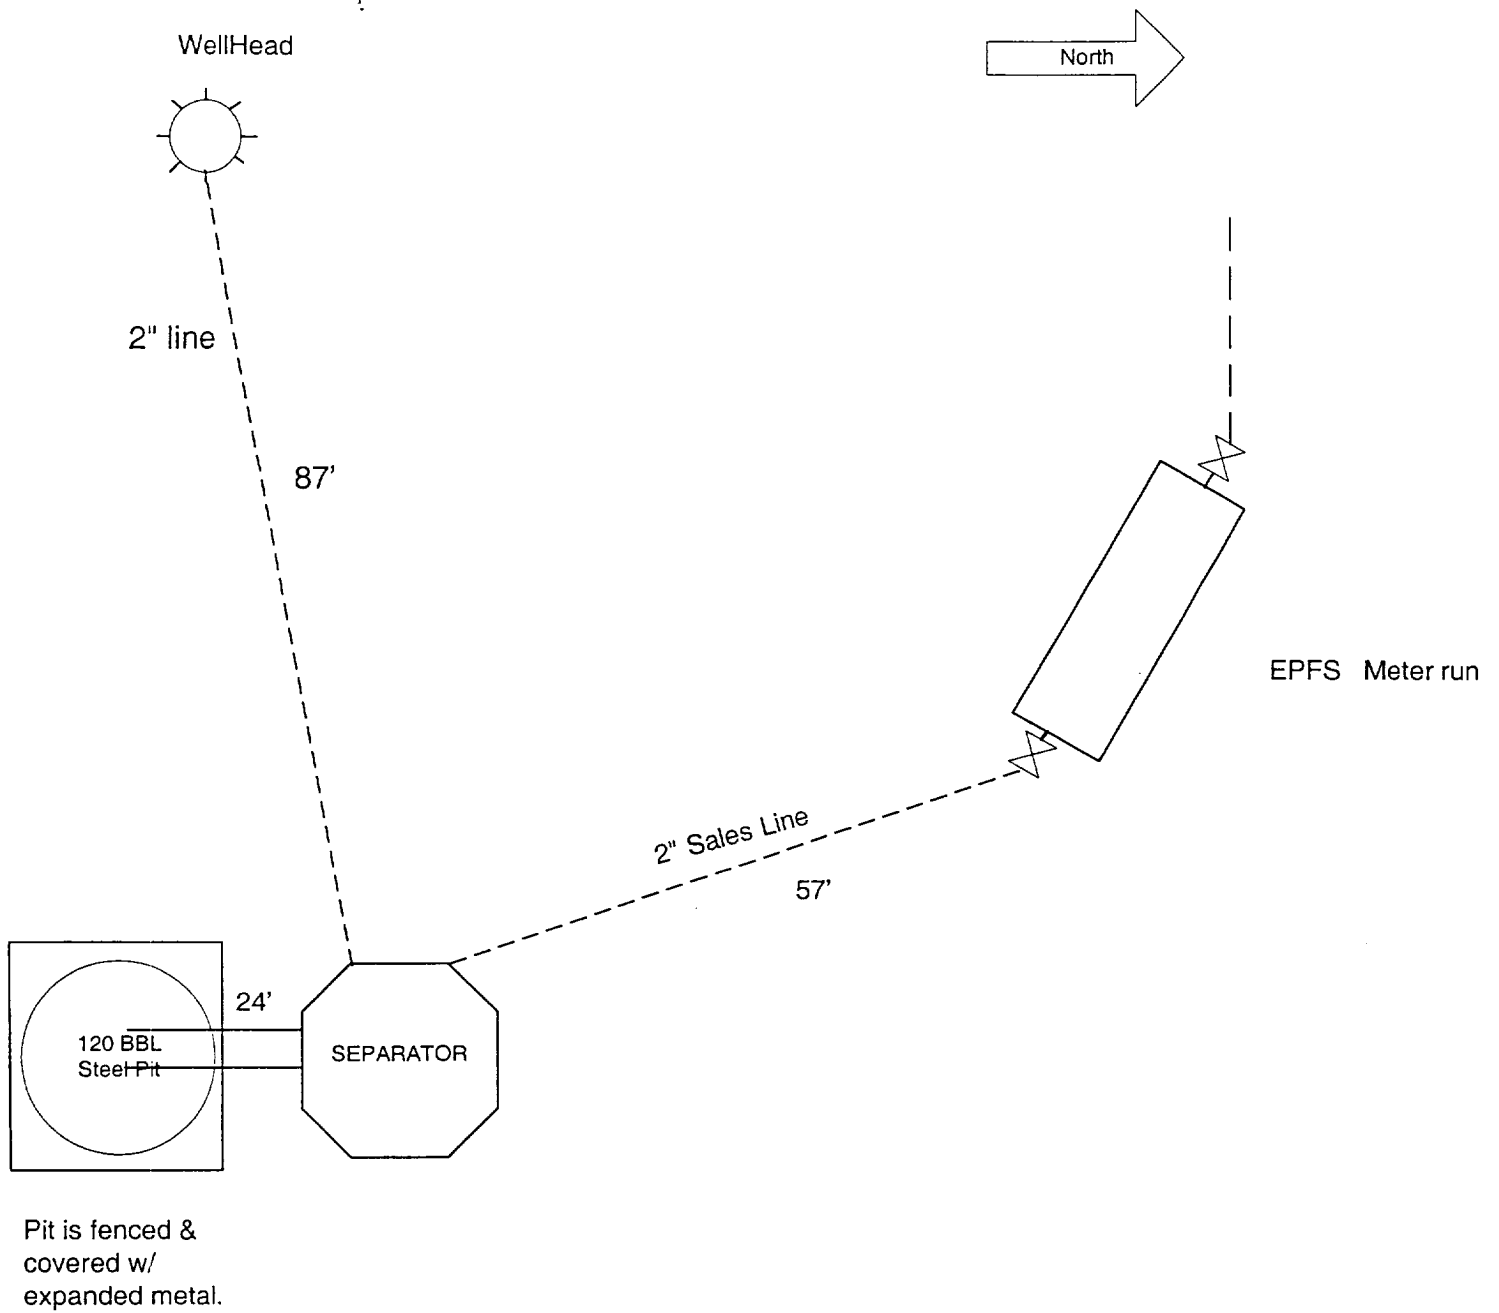 WellHead
North
2" line
87'
EPFS Meter run
2" Sales Line
57'
24'
120 BBL
Steel Pit
SEPARATOR
Pit is fenced &
covered w/
expanded metal.